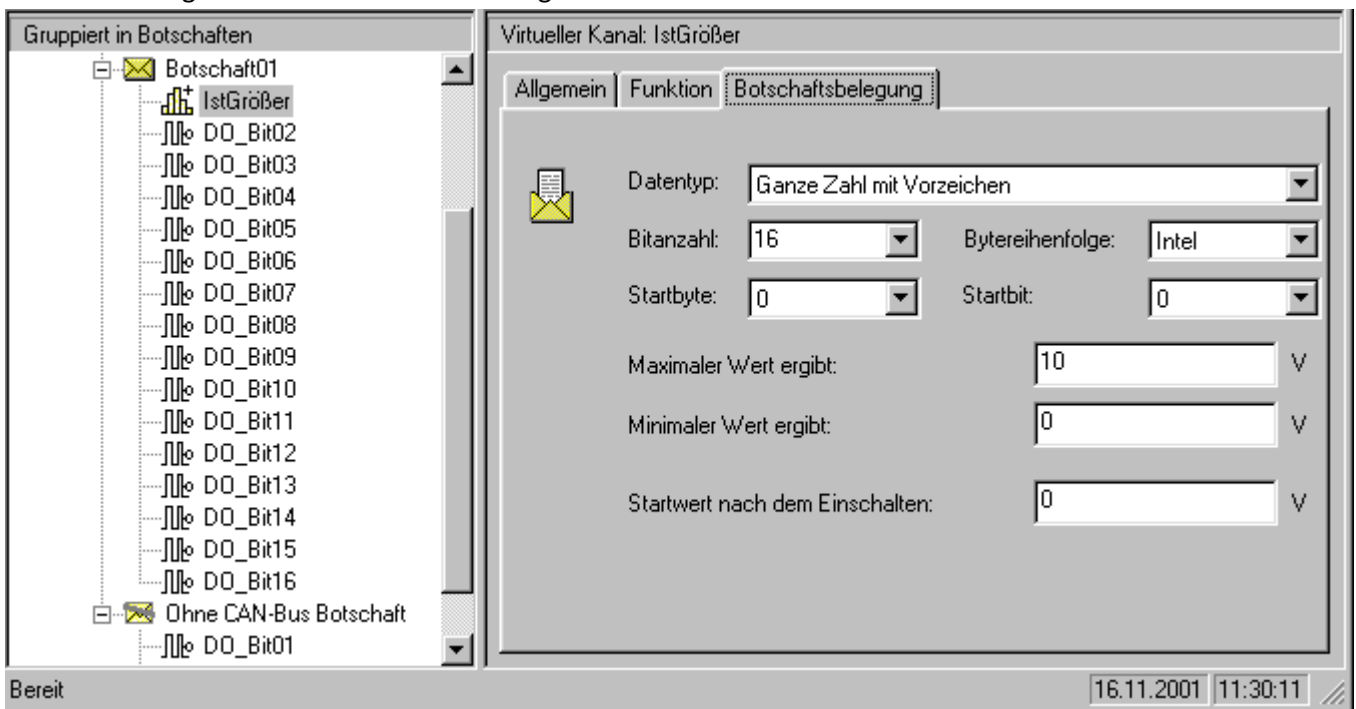 Gruppiert in Botschaften
Botschaft01
IstGrößer
DO_Bit02
DO_Bit03
DO_Bit04
DO_Bit05
DO_Bit06
DO_Bit07
DO_Bit08
DO_Bit09
DO_Bit10
DO_Bit11
DO_Bit12
DO_Bit13
DO_Bit14
DO_Bit15
DO_Bit16
Ohne CAN-Bus Botschaft
DO_Bit01
Virtueller Kanal: IstGrößer
Allgemein Funktion Botschaftsbelegung
Datentyp: Ganze Zahl mit Vorzeichen
Bitanzahl: 16 Bytereihenfolge: Intel
Startbyte: 0 Startbit: 0
Maximaler Wert ergibt: 10 V
Minimaler Wert ergibt: 0 V
Startwert nach dem Einschalten: 0 V
Bereit 16.11.2001 11:30:11